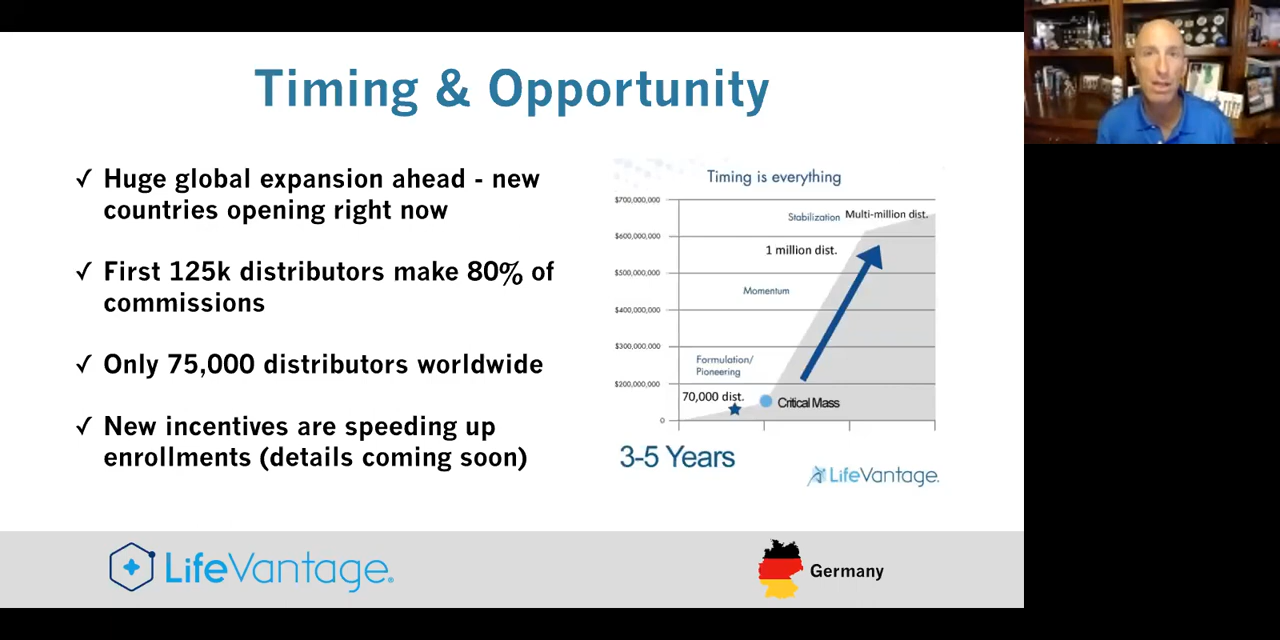 Timing & Opportunity
✓ Huge global expansion ahead - new
countries opening right now
✓ First 125k distributors make 80% of
commissions
✓ Only 75,000 distributors worldwide
✓ New incentives are speeding up
enrollments (details coming soon)
Timing is everything
$700,000,000
Stabilization Multi-million dist.
$600,000,000
1 million dist.
$500,000,000
Momentum
$400,000,000
$300,000,000
Formulation/
Pioneering
$200,000,000
70,000 dist.
Critical Mass
0
3-5 Years
LifeVantage.
LifeVantage®
Germany